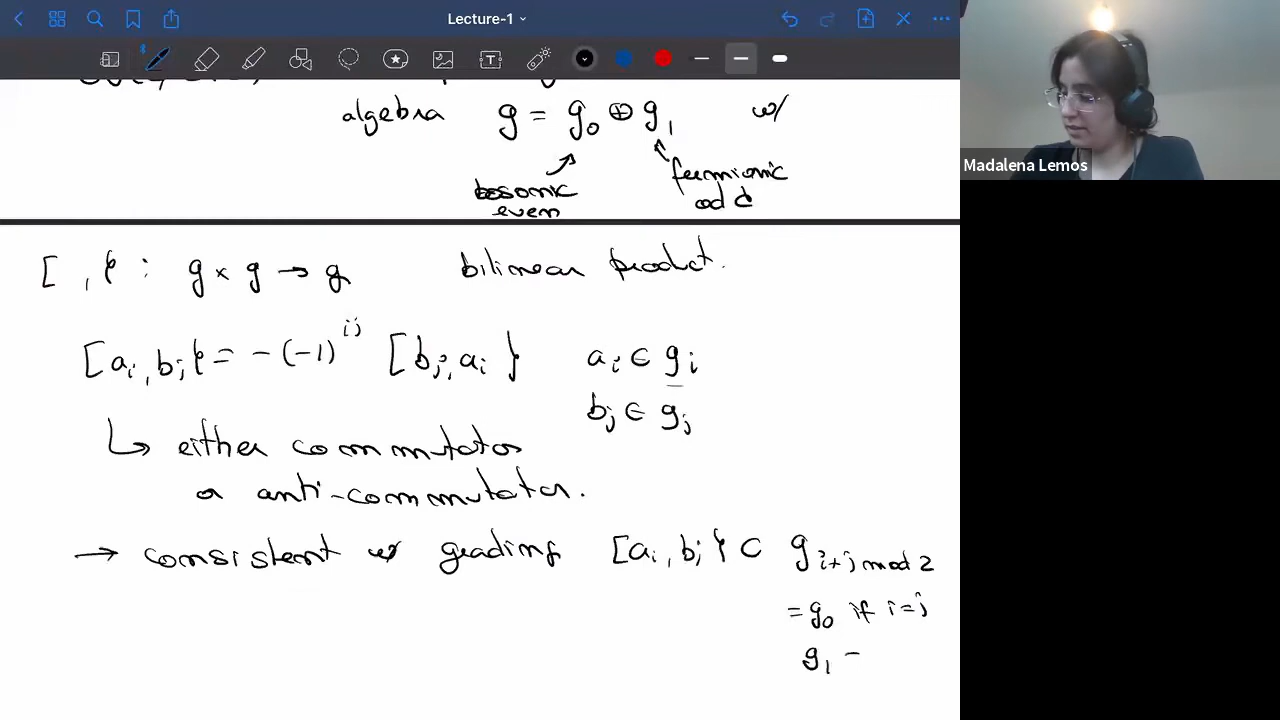 Lecture-1
algebra g = g₀ ⊕ g₁ w/
bosonic even
fermionic odd
[ , } : g × g → g bilinear product.
[aᵢ, bⱼ} = -(-1)^{ij} [bⱼ, aᵢ } aᵢ ∈ gᵢ
bⱼ ∈ gⱼ
↳ either commutator
or anti-commutator.
→ consistent w/ grading [aᵢ, bⱼ} ⊂ g_{i+j mod 2}
= g₀ if i=j
g₁ -
Madalena Lemos